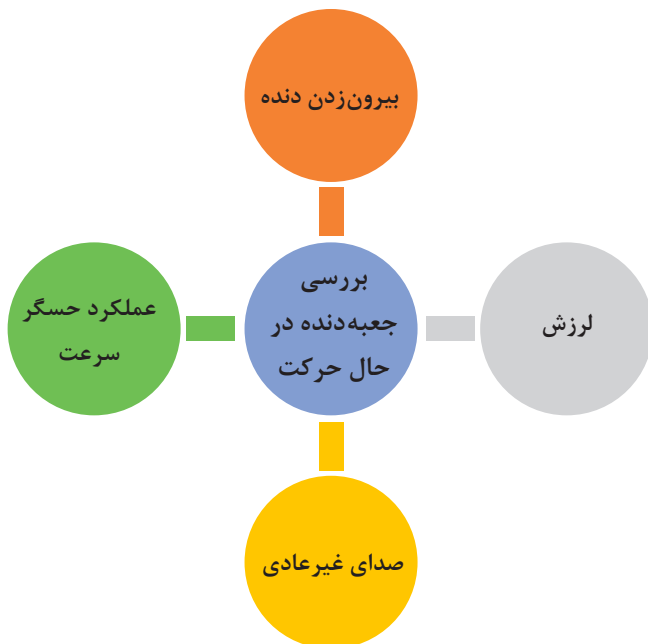 بیرون‌زدن دنده
بررسی
جعبه‌دنده در
حال حرکت
لرزش
عملکرد حسگر
سرعت
صدای غیرعادی